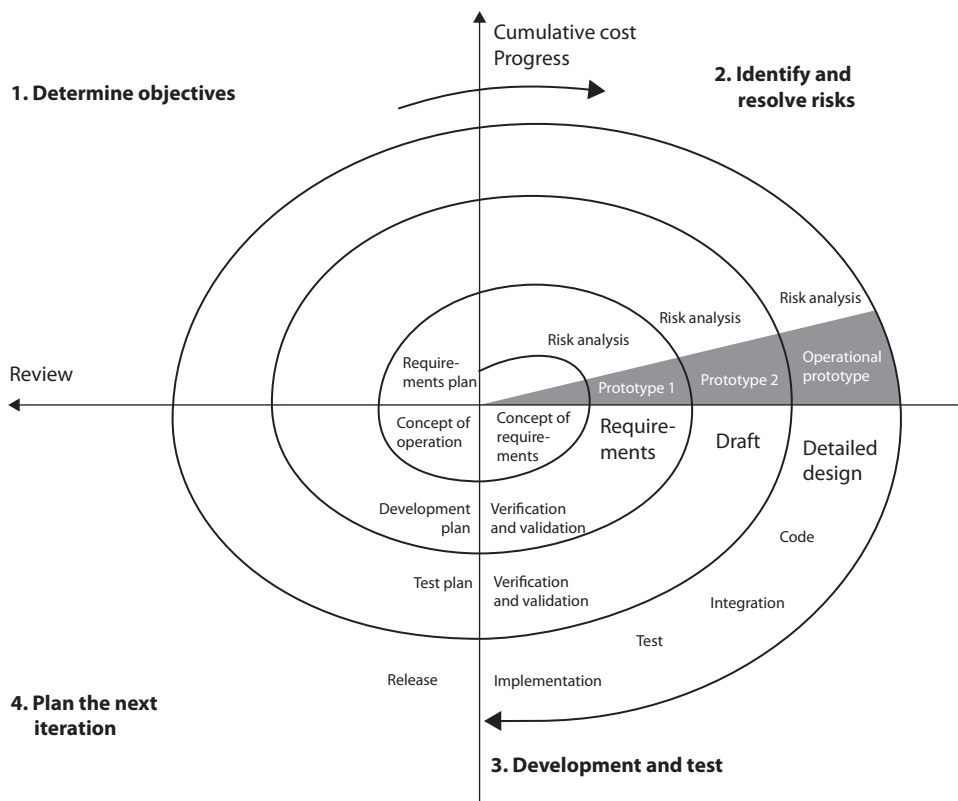 Cumulative cost
Progress
1. Determine objectives
2. Identify and
resolve risks
Risk analysis
Risk analysis
Risk analysis
Require-
ments plan
Operational
prototype
Prototype 1
Prototype 2
Review
Concept of
operation
Concept of
require-
ments
Require-
ments
Draft
Detailed
design
Development
plan
Verification
and validation
Code
Test plan
Verification
and validation
Integration
Test
Release
Implementation
4. Plan the next
iteration
3. Development and test